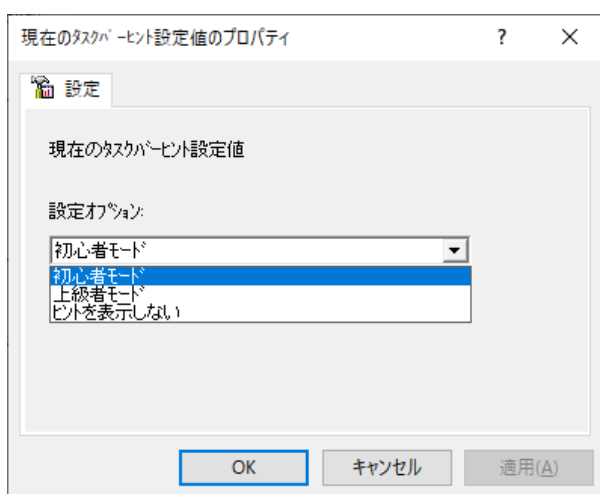 現在のﾀｽｸﾊﾞｰﾋﾝﾄ設定値のプロパティ
?
設定
現在のﾀｽｸﾊﾞｰﾋﾝﾄ設定値
設定ｵﾌﾟｼｮﾝ:
初心者ﾓｰﾄﾞ
初心者ﾓｰﾄﾞ
上級者ﾓｰﾄﾞ
ﾋﾝﾄを表示しない
OK
キャンセル
適用(A)